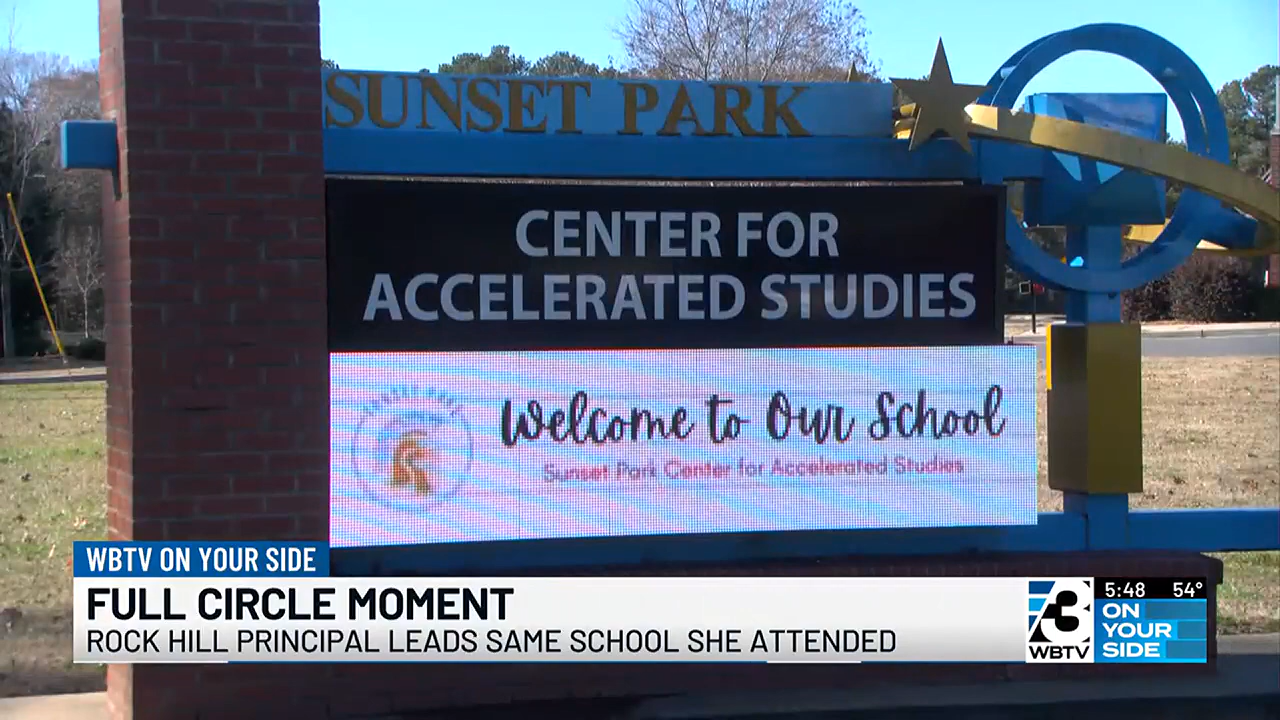 SUNSET PARK
CENTER FOR
ACCELERATED STUDIES
SUNSET PARK
Welcome to Our School
Sunset Park Center for Accelerated Studies
WBTV ON YOUR SIDE
FULL CIRCLE MOMENT
ROCK HILL PRINCIPAL LEADS SAME SCHOOL SHE ATTENDED
3
WBTV
5:48 54°
ON
YOUR
SIDE